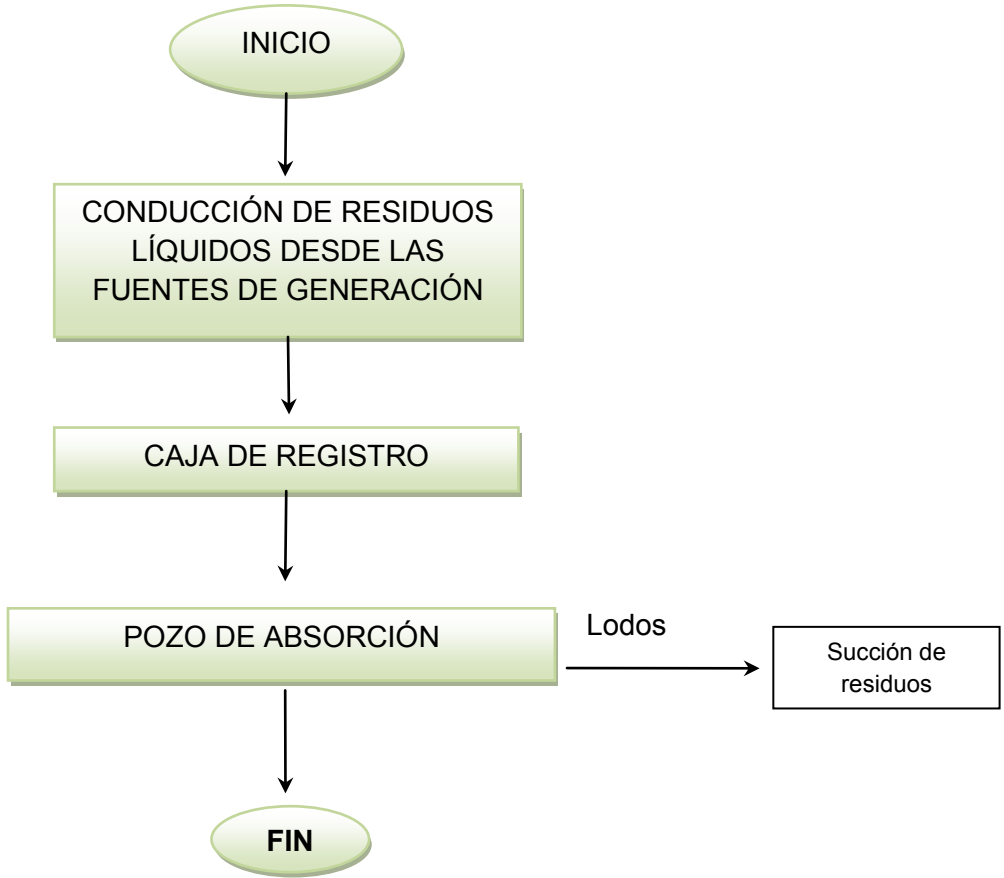 INICIO
CONDUCCIÓN DE RESIDUOS
LÍQUIDOS DESDE LAS
FUENTES DE GENERACIÓN
CAJA DE REGISTRO
POZO DE ABSORCIÓN
Lodos
Succión de
residuos
FIN